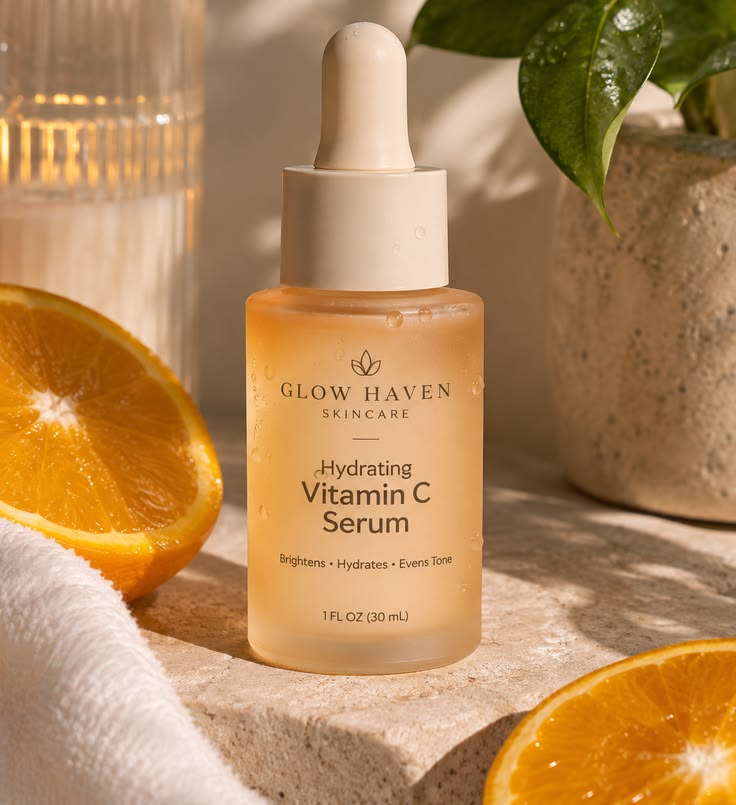 GLOW HAVEN
SKINCARE
Hydrating
Vitamin C
Serum
Brightens • Hydrates • Evens Tone
1 FL OZ (30 mL)